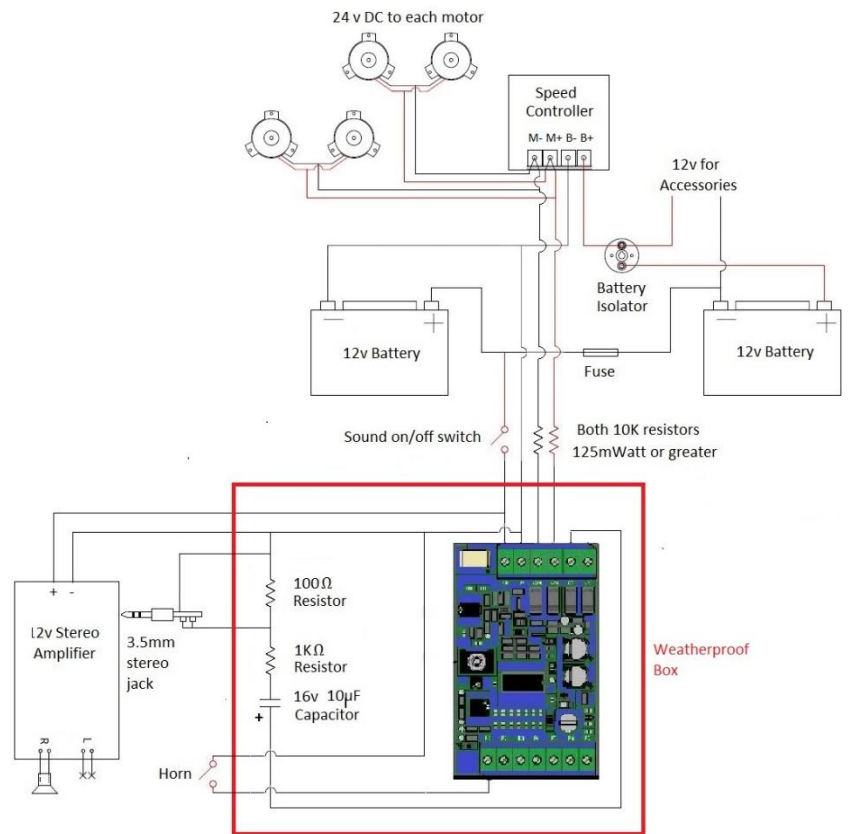 24 v DC to each motor
Speed
Controller
M- M+ B- B+
12v for
Accessories
Battery
Isolator
12v Battery
12v Battery
Fuse
Sound on/off switch
Both 10K resistors
125mWatt or greater
+ -
12v Stereo
Amplifier
3.5mm
stereo
jack
100Ω
Resistor
1KΩ
Resistor
16v 10µF
Capacitor
+
R L
Horn
Weatherproof
Box